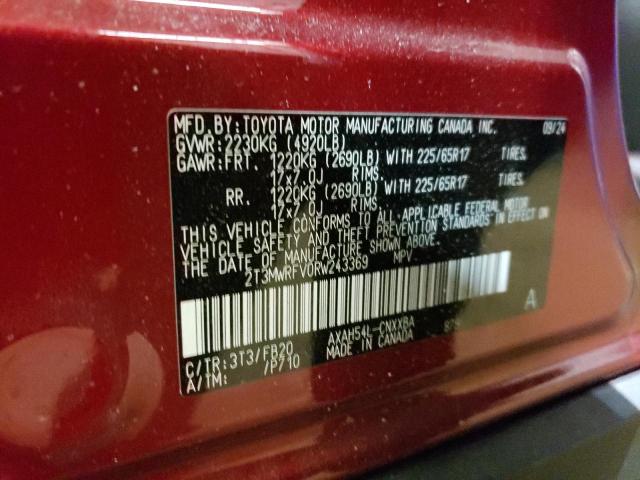 MFD.BY:TOYOTA MOTOR MANUFACTURING CANADA INC. 09/24
GVWR:2230KG (4920LB)
GAWR:FRT. 1220KG (2690LB) WITH 225/65R17 TIRES.
17x7.0J RIMS.
RR. 1220KG (2690LB) WITH 225/65R17 TIRES.
17x7.0J RIMS.
THIS VEHICLE CONFORMS TO ALL APPLICABLE FEDERAL MOTOR
VEHICLE SAFETY AND THEFT PREVENTION STANDARDS IN EFFECT ON
THE DATE OF MANUFACTURE SHOWN ABOVE.
2T3MWRFV0RW243369 MPV
A
C/TR:3T3/FB20 AXAH54L-CNXXBA
A/TM: /P710 MADE IN CANADA